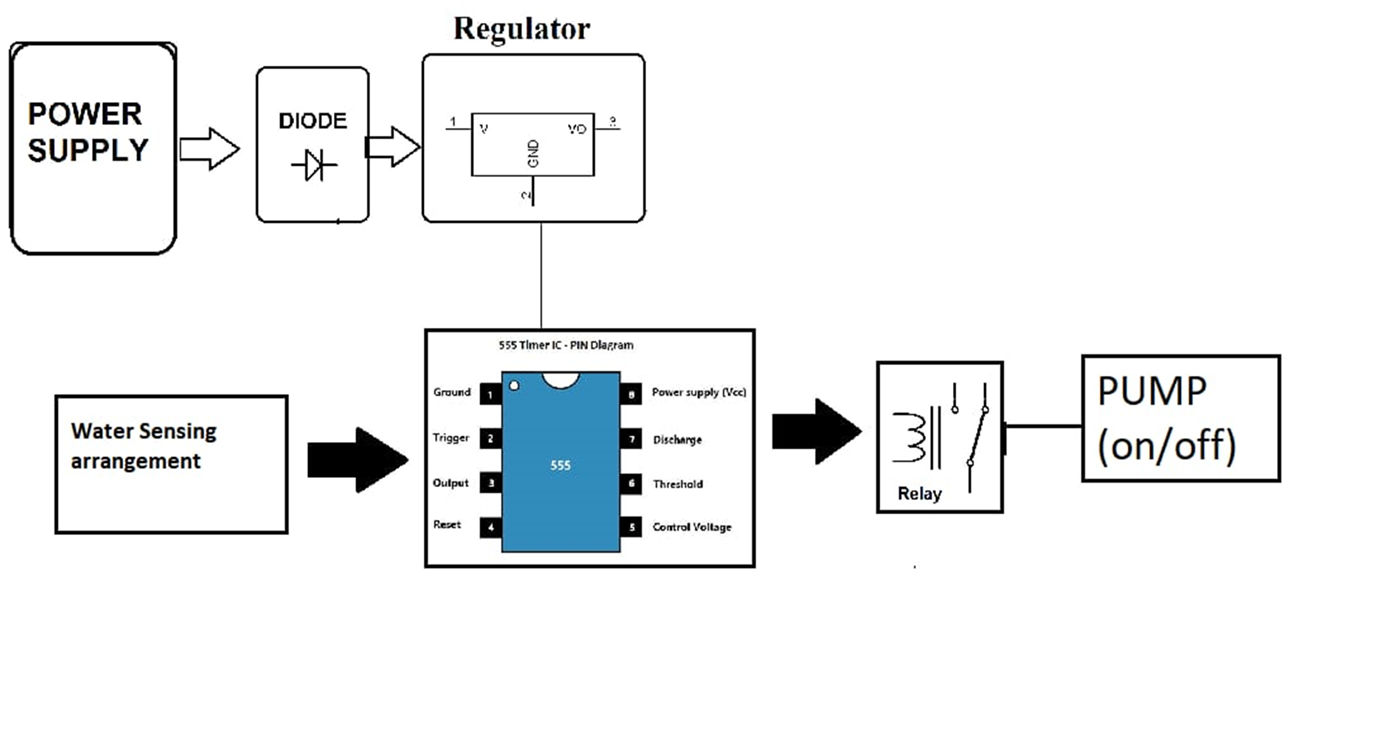 Regulator
POWER
SUPPLY
DIODE
1
V
VO
3
GND
2
555 Timer IC - PIN Diagram
Ground 1
8 Power supply (Vcc)
Trigger 2
7 Discharge
555
Output 3
6 Threshold
Reset 4
5 Control Voltage
Water Sensing
arrangement
Relay
PUMP
(on/off)